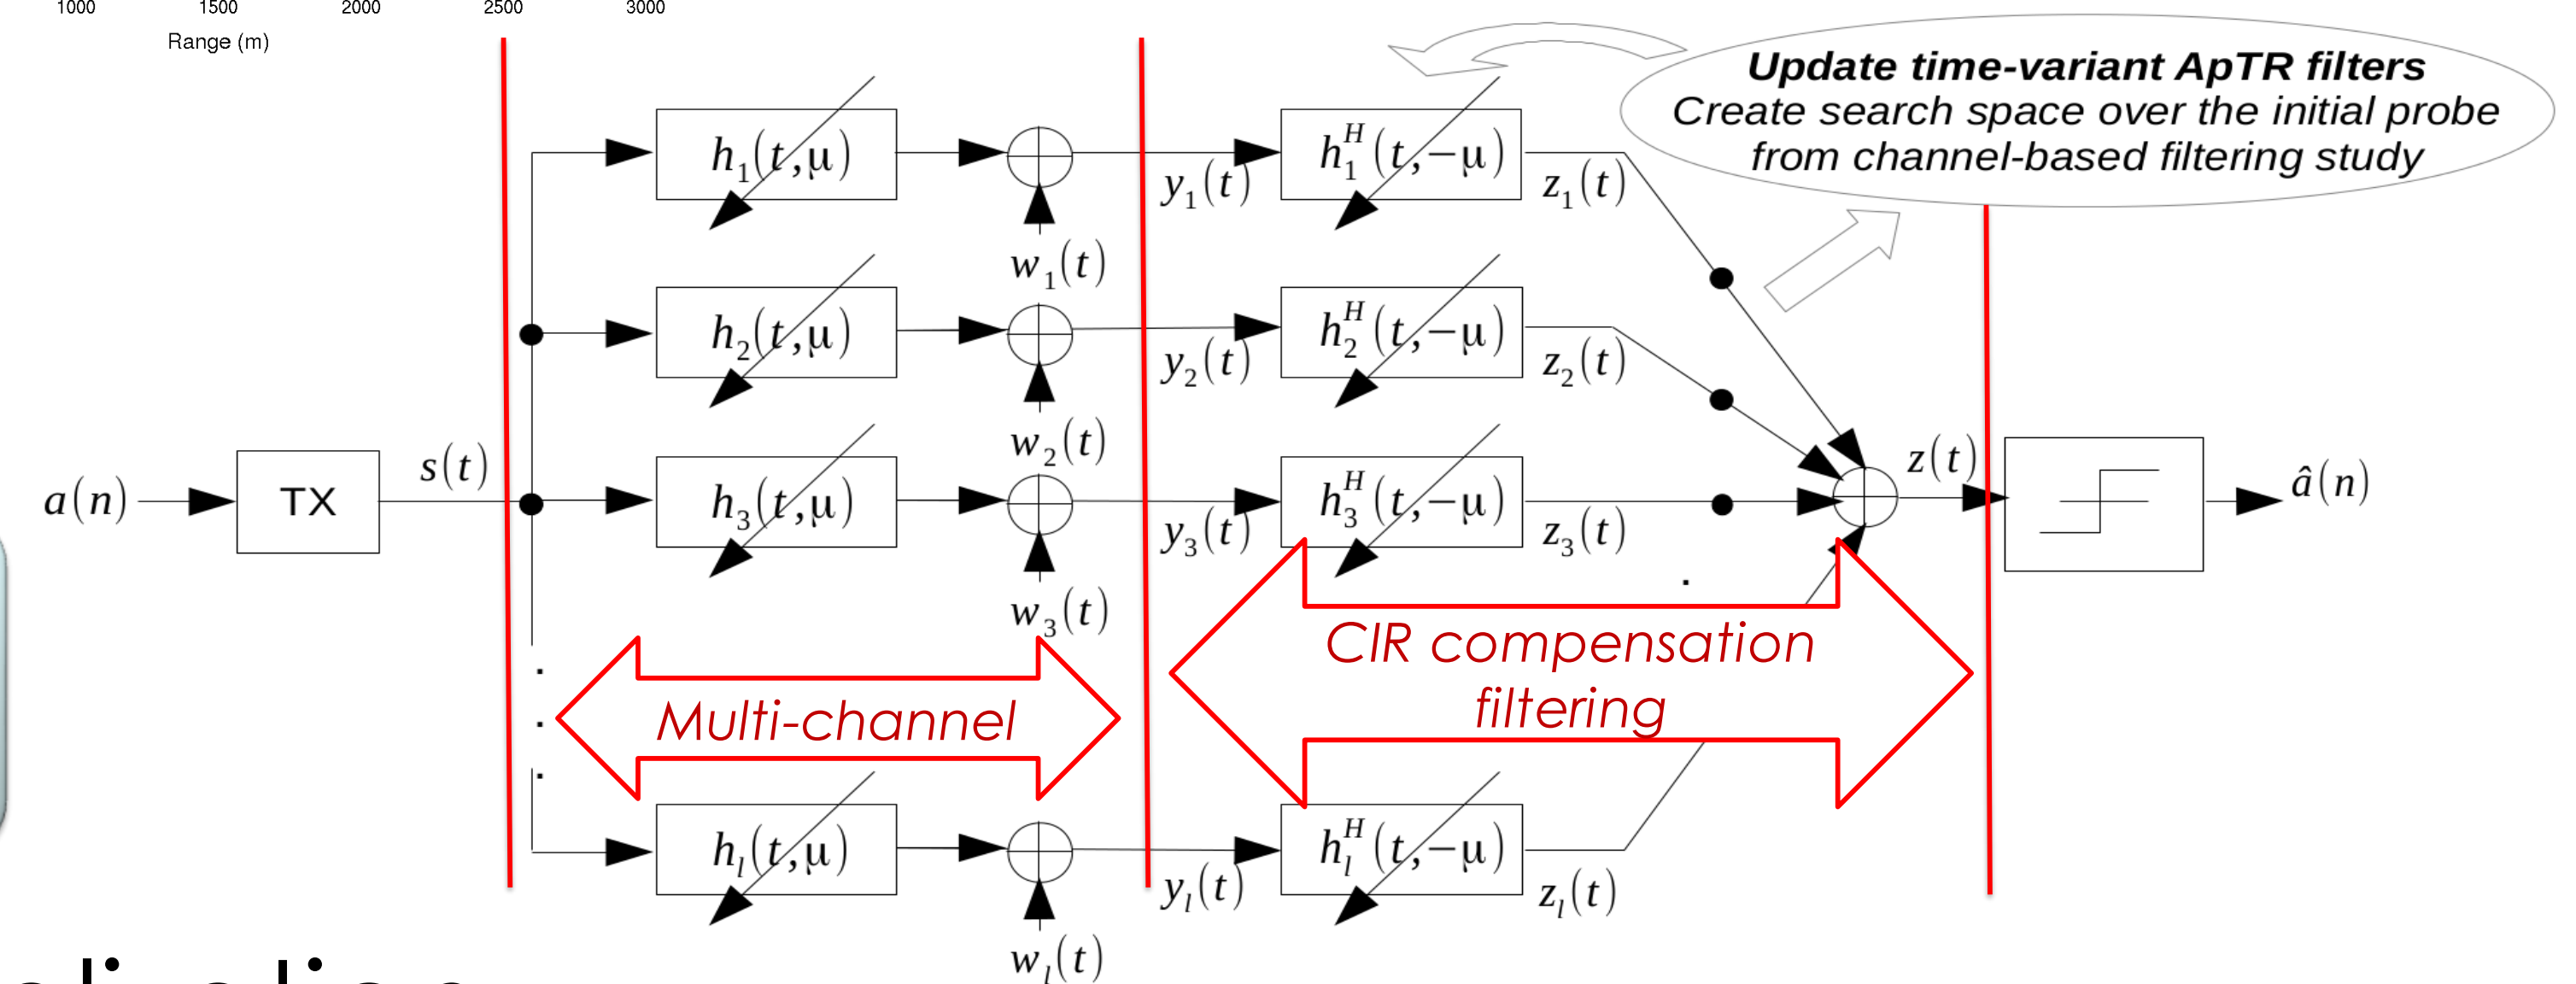 1000 1500 2000 2500 3000
Range (m)
Update time-variant ApTR filters
Create search space over the initial probe
from channel-based filtering study
h₁(t,μ)
y₁(t)
h₁ᴴ(t,−μ)
z₁(t)
w₁(t)
h₂(t,μ)
y₂(t)
h₂ᴴ(t,−μ)
z₂(t)
w₂(t)
a(n)
TX
s(t)
h₃(t,μ)
y₃(t)
h₃ᴴ(t,−μ)
z₃(t)
z(t)
â(n)
w₃(t)
Multi-channel
CIR compensation
filtering
hₗ(t,μ)
yₗ(t)
hₗᴴ(t,−μ)
zₗ(t)
wₗ(t)